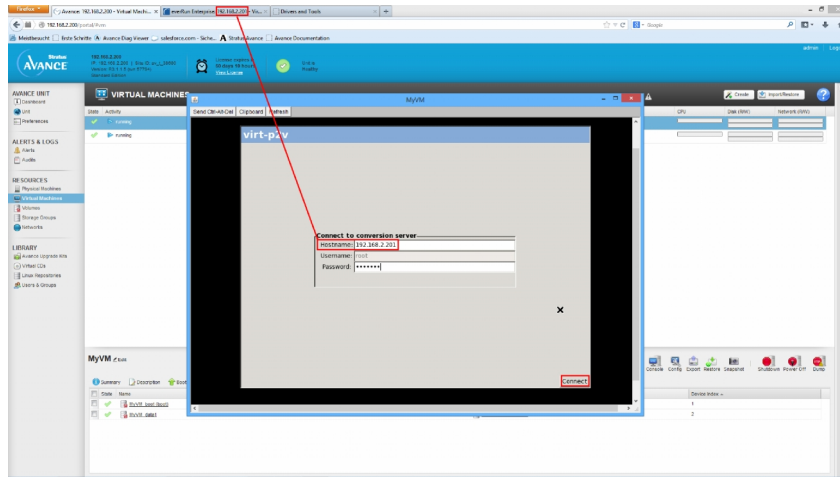 Firefox
Avance: 192.168.2.200 - Virtual Machi...
everRun Enterprise: 192.168.2.201 - Vir...
Drivers and Tools
192.168.2.200/portal/#vm
Google
Meistbesucht
Erste Schritte
Avance Diag Viewer
salesforce.com - Siche...
Stratus Avance
Avance Documentation
Stratus
AVANCE
192.168.2.200
admin
VIRTUAL MACHINES
Create
Import/Restore
AVANCE UNIT
Dashboard
Unit
Preferences
ALERTS & LOGS
Alerts
Audits
RESOURCES
Physical Machines
Virtual Machines
Volumes
Storage Groups
Networks
LIBRARY
Avance Upgrade Kits
Virtual CDs
Linux Repositories
Users & Groups
State
Activity
running
running
CPU
Disk (R/W)
Network (R/W)
MyVM
Send Ctrl-Alt-Del
Clipboard
Refresh
virt-p2v
Connect to conversion server
Hostname: 192.168.2.201
Username: root
Password:
Connect
MyVM
Summary
Description
Console
Config
Export
Restore
Snapshot
Shutdown
Power Off
Dump
State
Name
Device Index
1
2